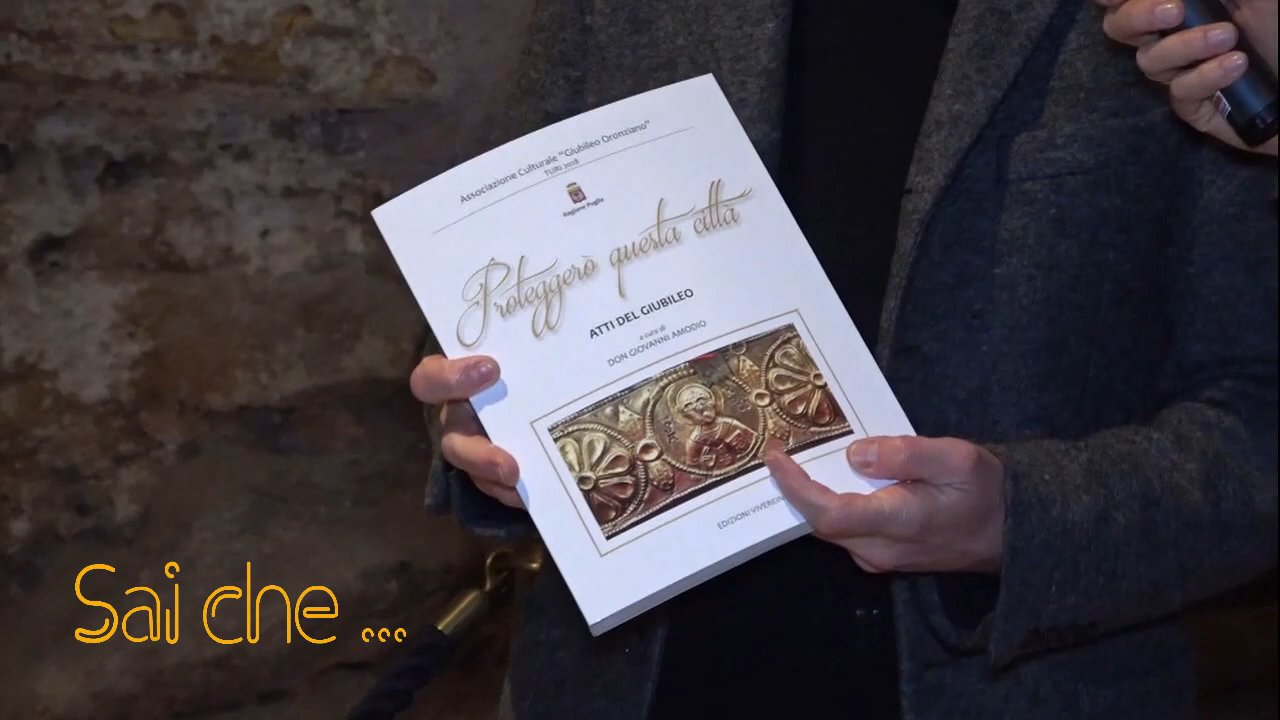 Associazione Culturale "Giubileo Oronziano"
TURI 2018
Regione Puglia
Proteggerò questa città
ATTI DEL GIUBILEO
a cura di
DON GIOVANNI AMODIO
EDIZIONI
Sai che ...